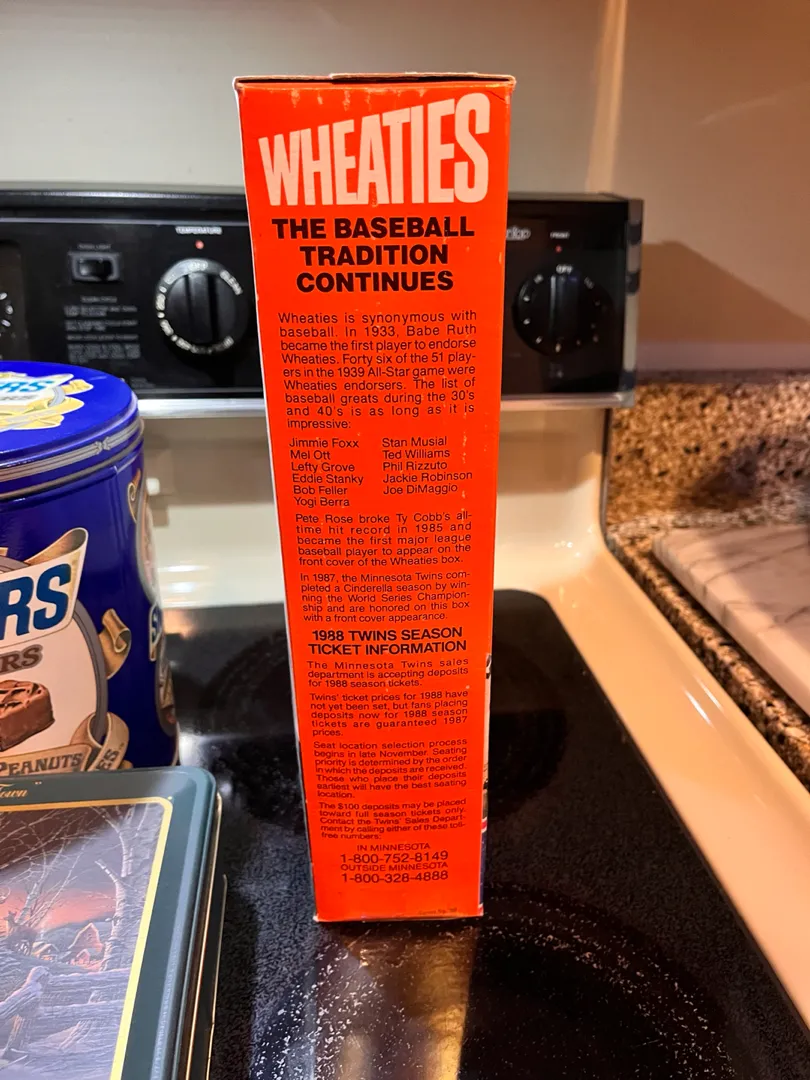 WHEATIES
THE BASEBALL
TRADITION
CONTINUES
Wheaties is synonymous with
baseball. In 1933, Babe Ruth
became the first player to endorse
Wheaties. Forty six of the 51 play-
ers in the 1939 All-Star game were
Wheaties endorsers. The list of
baseball greats during the 30's
and 40's is as long as it is
impressive:
Jimmie Foxx Stan Musial
Mel Ott Ted Williams
Lefty Grove Phil Rizzuto
Eddie Stanky Jackie Robinson
Bob Feller Joe DiMaggio
Yogi Berra
Pete Rose broke Ty Cobb's all-
time hit record in 1985 and
became the first major league
baseball player to appear on the
front cover of the Wheaties box.
In 1987, the Minnesota Twins com-
pleted a Cinderella season by win-
ning the World Series Champion-
ship and are honored on this box
with a front cover appearance.
1988 TWINS SEASON
TICKET INFORMATION
The Minnesota Twins sales
department is accepting deposits
for 1988 season tickets.
Twins' ticket prices for 1988 have
not yet been set, but fans placing
deposits now for 1988 season
tickets are guaranteed 1987
prices.
Seat location selection process
begins in late November. Seating
priority is determined by the order
in which the deposits are received.
Those who place their deposits
earliest will have the best seating
location.
The $100 deposits may be placed
toward full season tickets only.
Contact the Twins' Sales Depart-
ment by calling either of these toll-
free numbers:
IN MINNESOTA
1-800-752-8149
OUTSIDE MINNESOTA
1-800-328-4888
TEMPERATURE
OFF
OFF
ERS
RS
ERS
PEANUTS
Town